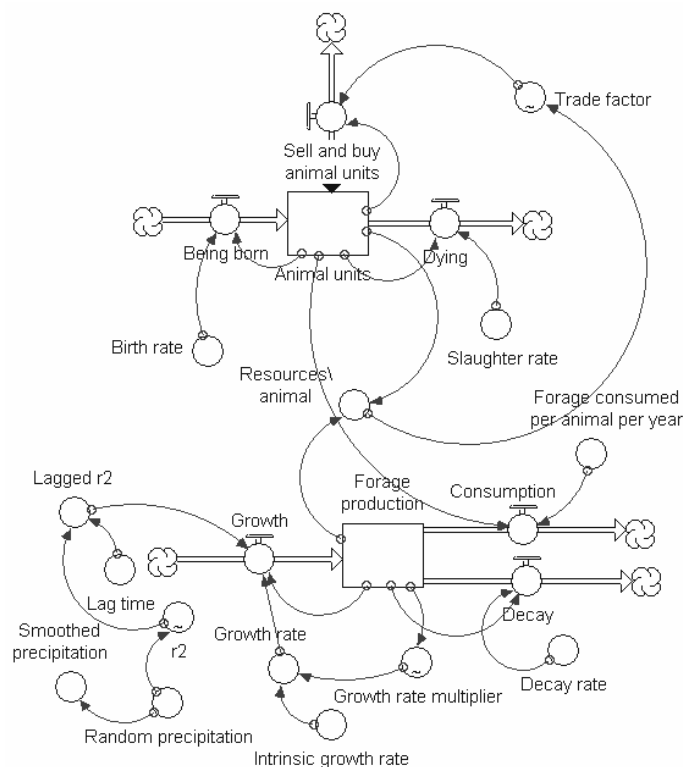 Trade factor
Sell and buy
animal units
Being born
Animal units
Dying
Birth rate
Slaughter rate
Resources\
animal
Forage consumed
per animal per year
Lagged r2
Forage
production
Consumption
Growth
Lag time
Decay
Smoothed
precipitation
r2
Growth rate
Growth rate multiplier
Decay rate
Random precipitation
Intrinsic growth rate
~
~
~